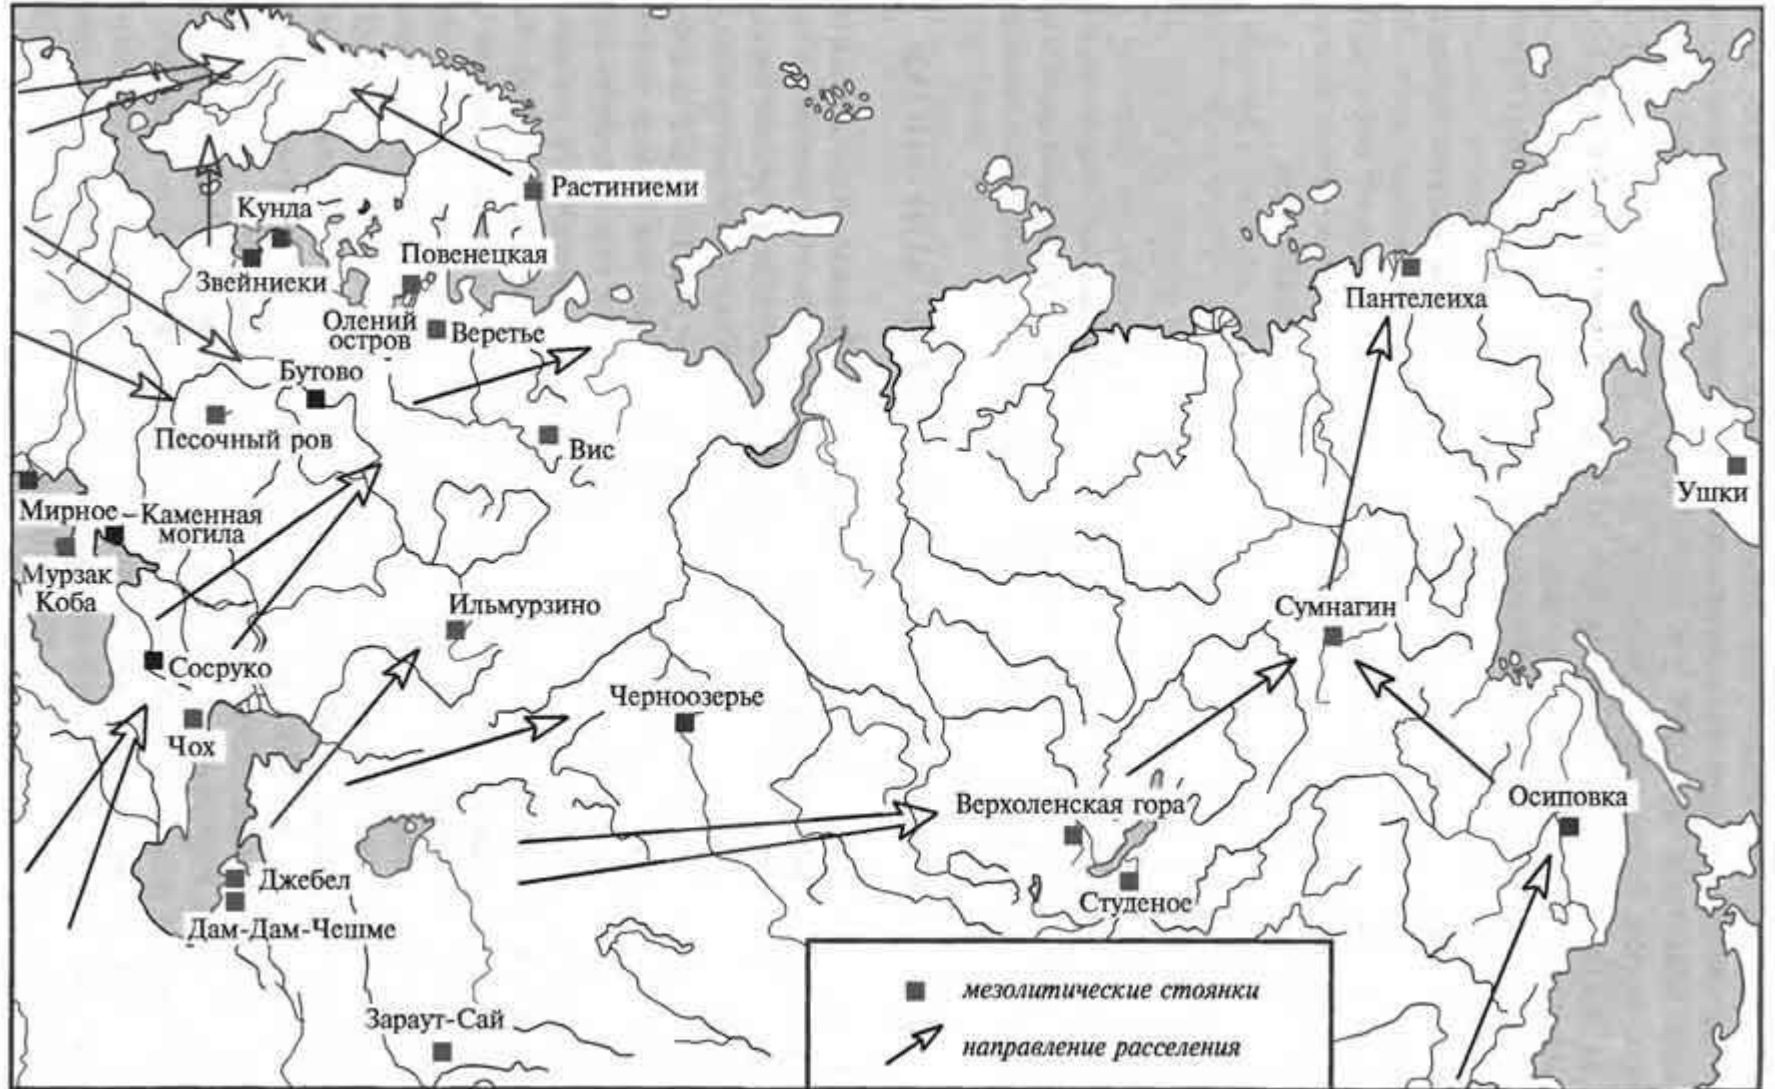 Растиниеми
Кунда
Повенецкая
Звейниеки
Пантелеиха
Олений
остров
Веретье
Бутово
Песочный ров
Вис
Ушки
Мирное
Каменная
могила
Мурзак
Коба
Ильмурзино
Сумнагин
Сосруко
Черноозерье
Чох
Верхоленская гора
Осиповка
Джебел
Студеное
Дам-Дам-Чешме
Зараут-Сай
мезолитические стоянки
направление расселения